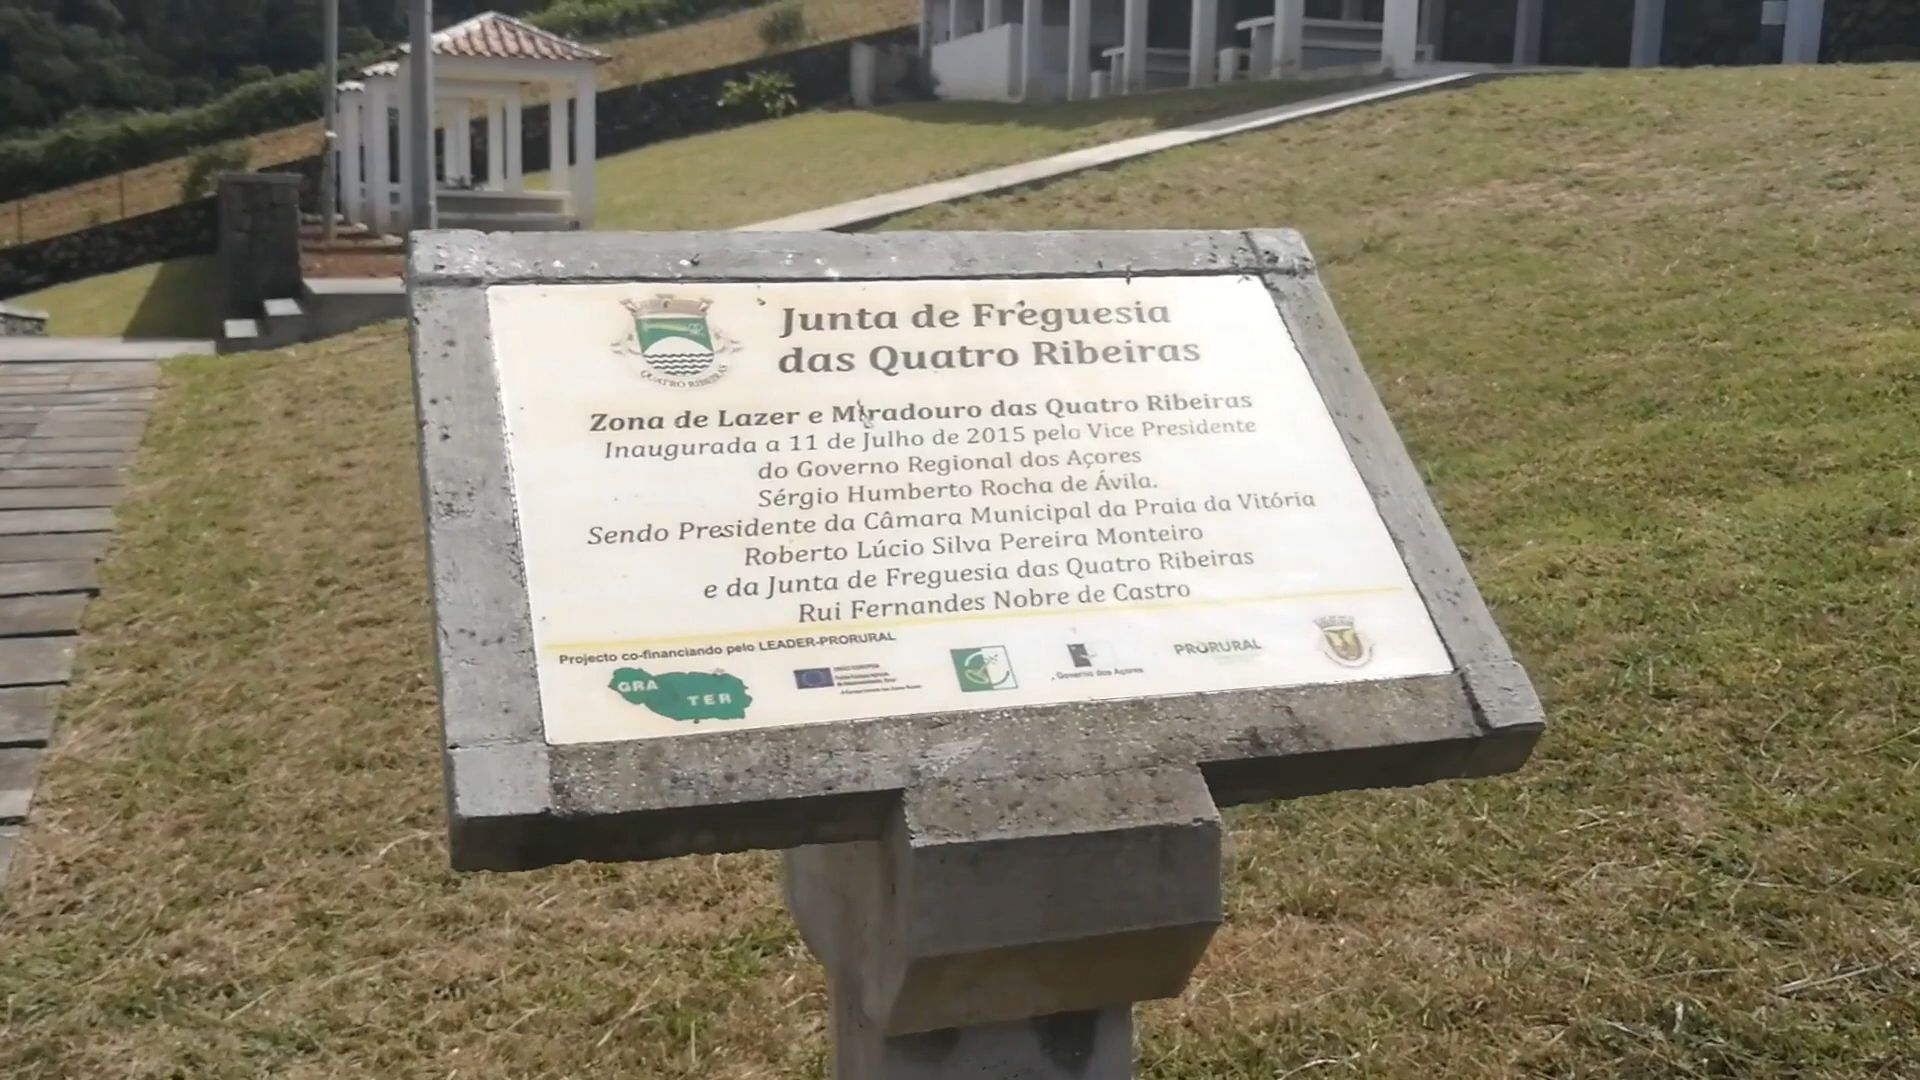 Junta de Freguesia
das Quatro Ribeiras
QUATRO RIBEIRAS
Zona de Lazer e Miradouro das Quatro Ribeiras
Inaugurada a 11 de Julho de 2015 pelo Vice Presidente
do Governo Regional dos Açores
Sérgio Humberto Rocha de Ávila.
Sendo Presidente da Câmara Municipal da Praia da Vitória
Roberto Lúcio Silva Pereira Monteiro
e da Junta de Freguesia das Quatro Ribeiras
Rui Fernandes Nobre de Castro
Projecto co-financiando pelo LEADER-PRORURAL
GRA
TER
UNIÃO EUROPEIA
Governo dos Açores
PRORURAL